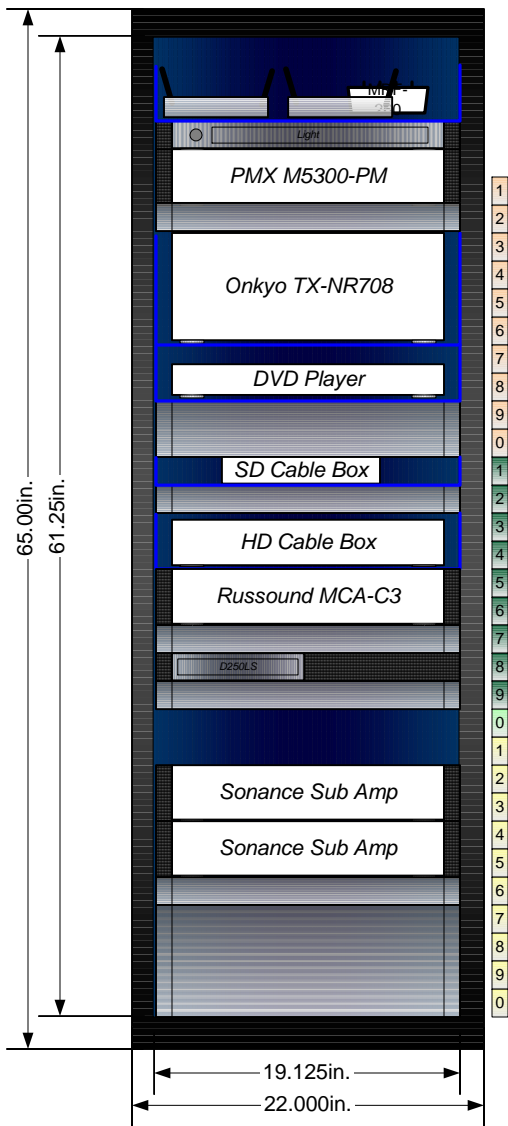 MRF-
350
Light
PMX M5300-PM
Onkyo TX-NR708
DVD Player
SD Cable Box
HD Cable Box
Russound MCA-C3
D250LS
Sonance Sub Amp
Sonance Sub Amp
65.00in.
61.25in.
19.125in.
22.000in.
1
2
3
4
5
6
7
8
9
0
1
2
3
4
5
6
7
8
9
0
1
2
3
4
5
6
7
8
9
0